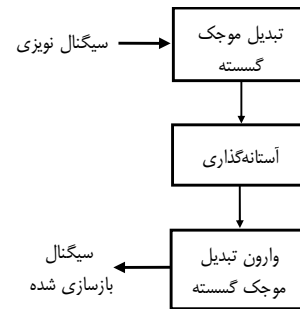 سیگنال نویزی
تبدیل موجک
گسسته
آستانه‌گذاری
وارون تبدیل
موجک گسسته
سیگنال
بازسازی شده